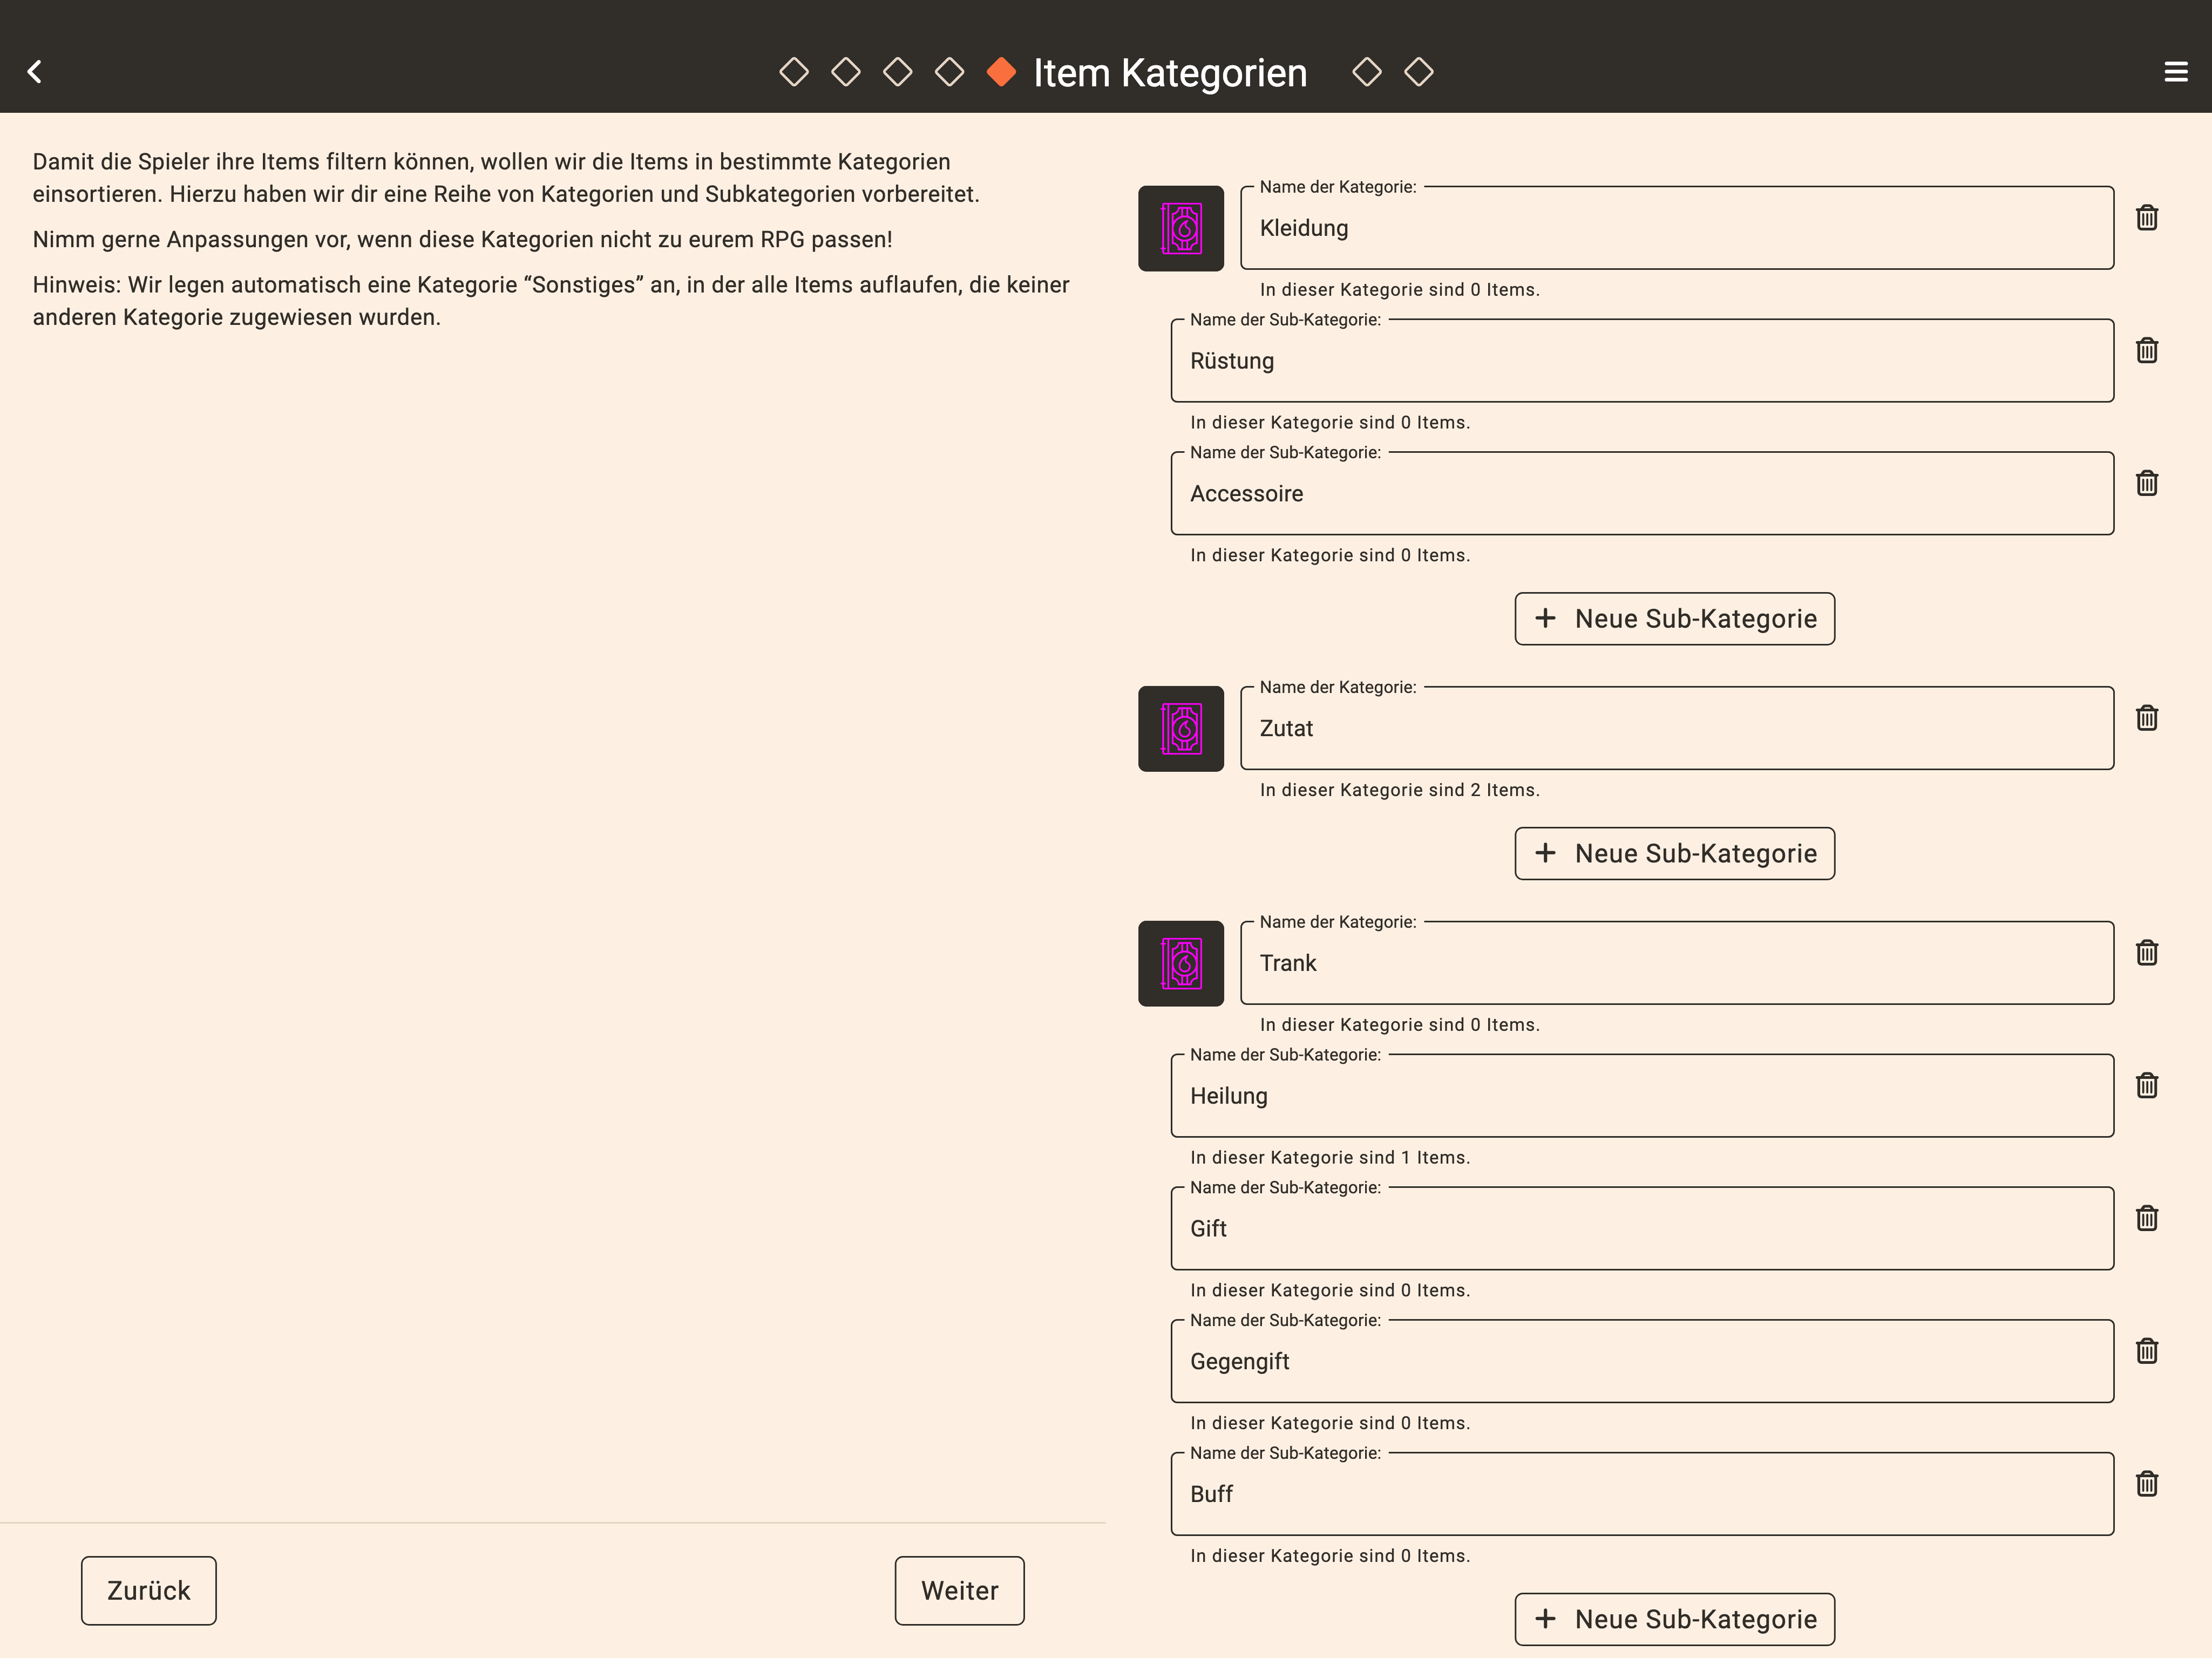 Item Kategorien
Damit die Spieler ihre Items filtern können, wollen wir die Items in bestimmte Kategorien
einsortieren. Hierzu haben wir dir eine Reihe von Kategorien und Subkategorien vorbereitet.
Nimm gerne Anpassungen vor, wenn diese Kategorien nicht zu eurem RPG passen!
Hinweis: Wir legen automatisch eine Kategorie “Sonstiges” an, in der alle Items auflaufen, die keiner
anderen Kategorie zugewiesen wurden.
Zurück
Weiter
Name der Kategorie:
Kleidung
In dieser Kategorie sind 0 Items.
Name der Sub-Kategorie:
Rüstung
In dieser Kategorie sind 0 Items.
Name der Sub-Kategorie:
Accessoire
In dieser Kategorie sind 0 Items.
+ Neue Sub-Kategorie
Name der Kategorie:
Zutat
In dieser Kategorie sind 2 Items.
+ Neue Sub-Kategorie
Name der Kategorie:
Trank
In dieser Kategorie sind 0 Items.
Name der Sub-Kategorie:
Heilung
In dieser Kategorie sind 1 Items.
Name der Sub-Kategorie:
Gift
In dieser Kategorie sind 0 Items.
Name der Sub-Kategorie:
Gegengift
In dieser Kategorie sind 0 Items.
Name der Sub-Kategorie:
Buff
In dieser Kategorie sind 0 Items.
+ Neue Sub-Kategorie